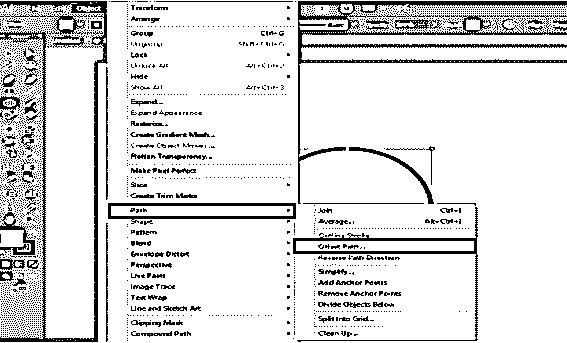 Object
Transform
Arrange
Group Ctrl+G
Ungroup Shift+Ctrl+G
Lock
Unlock All Alt+Ctrl+2
Hide
Show All Alt+Ctrl+3
Expand...
Expand Appearance
Rasterize...
Create Gradient Mesh...
Create Object Mosaic...
Flatten Transparency...
Make Pixel Perfect
Slice
Create Trim Marks
Path
Shape
Pattern
Blend
Envelope Distort
Perspective
Live Paint
Image Trace
Text Wrap
Line and Sketch Art
Clipping Mask
Compound Path
Join Ctrl+J
Average... Alt+Ctrl+J
Outline Stroke
Offset Path...
Reverse Path Direction
Simplify...
Add Anchor Points
Remove Anchor Points
Divide Objects Below
Split Into Grid...
Clean Up...